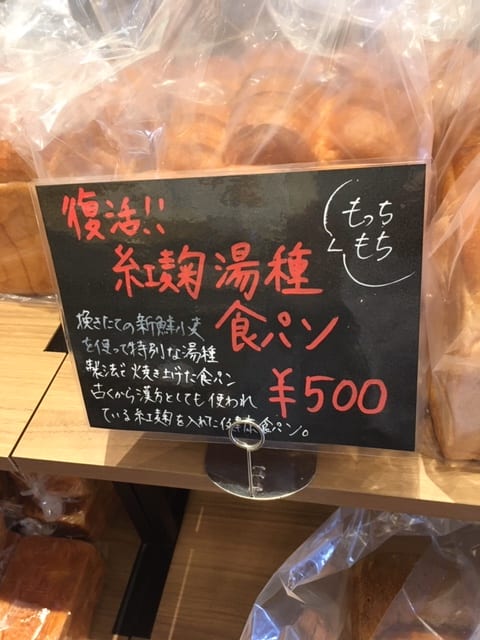 復活!!
もっち
もち
紅麹湯種
食パン
挽きたての新鮮小麦
を使って特別な湯種
製法で焼き上げた食パン
古くから漢方としても使われ
ている紅麹を入れた健康食パン。
¥500